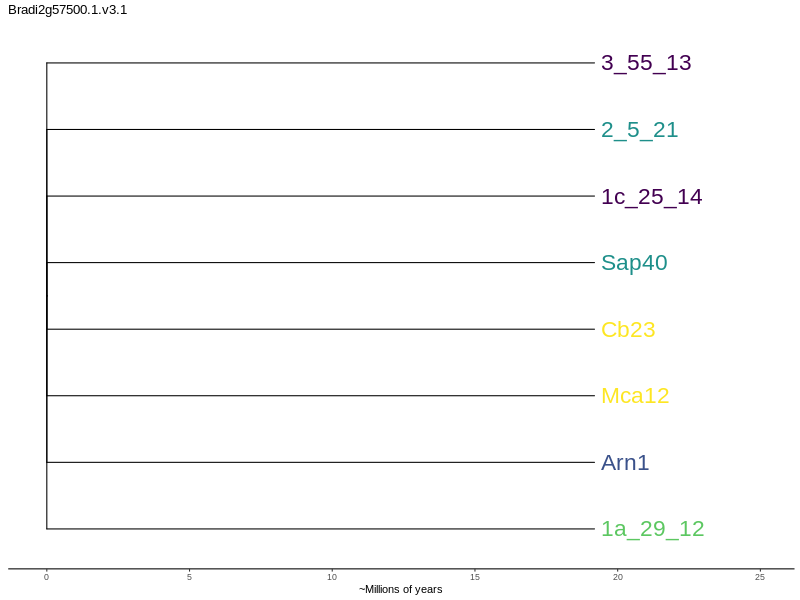 Bradi2g57500.1.v3.1
3_55_13
2_5_21
1c_25_14
Sap40
Cb23
Mca12
Arn1
1a_29_12
0 5 10 15 20 25
~Millions of years